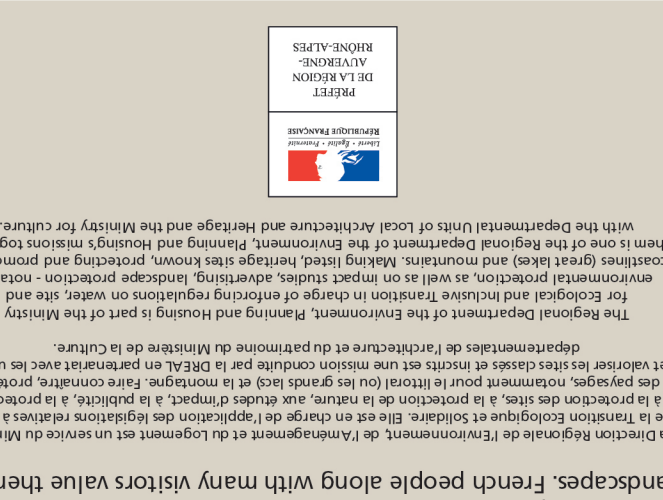 andscapes. French people along with many visitors value them
a Direction Régionale de l'Environnement, de l'Aménagement et du Logement est un service du Min
e la Transition Ecologique et Solidaire. Elle est en charge de l'application des législations relatives à
à la protection des sites, à la protection de la nature, aux études d'impact, à la publicité, à la protec
des paysages, notamment pour le littoral (ou les grands lacs) et la montagne. Faire connaître, proté
et valoriser les sites classés et inscrits est une mission conduite par la DREAL en partenariat avec les u
départementales de l'architecture et du patrimoine du Ministère de la Culture.
The Regional Department of the Environment, Planning and Housing is part of the Ministry
for Ecological and Inclusive Transition in charge of enforcing regulations on water, site and
environmental protection, as well as on impact studies, advertising, landscape protection - nota
coastlines (great lakes) and mountains. Making listed, heritage sites known, protecting and promo
hem is one of the Regional Department of the Environment, Planning and Housing's missions tog
with the Departmental Units of Local Architecture and Heritage and the Ministry for culture.
Liberté • Égalité • Fraternité
RÉPUBLIQUE FRANÇAISE
PRÉFET
DE LA RÉGION
AUVERGNE-
RHÔNE-ALPES